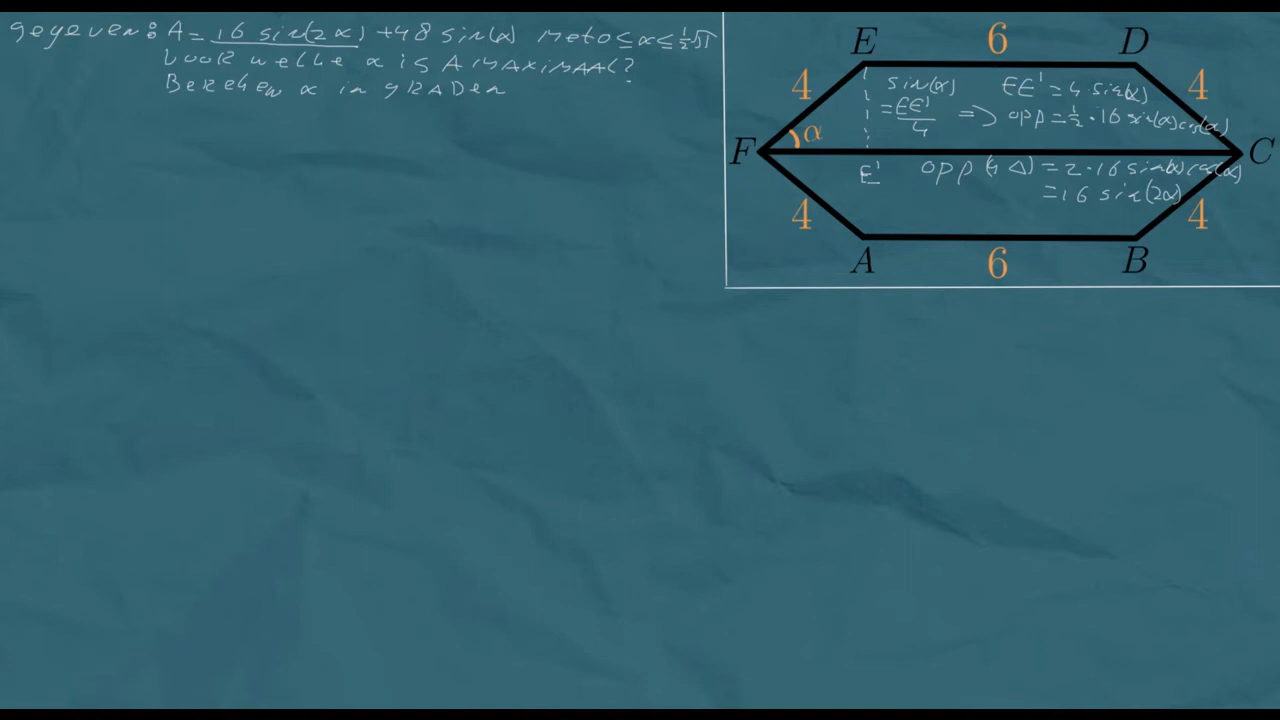 gegeven: A = 16 sin(2α) + 48 sin(α) met 0 ≤ α ≤ ½π
Voor welke α is A MAXIMAAL?
Bereken α in graden
E 6 D
4 sin(α) EE' = 4·sin(α) 4
= EE'/4 => opp = ½·16 sin(α)cos(α)
α
F C
E' opp (4 Δ) = 2·16 sin(α) cos(α)
= 16 sin(2α)
4 4
A 6 B